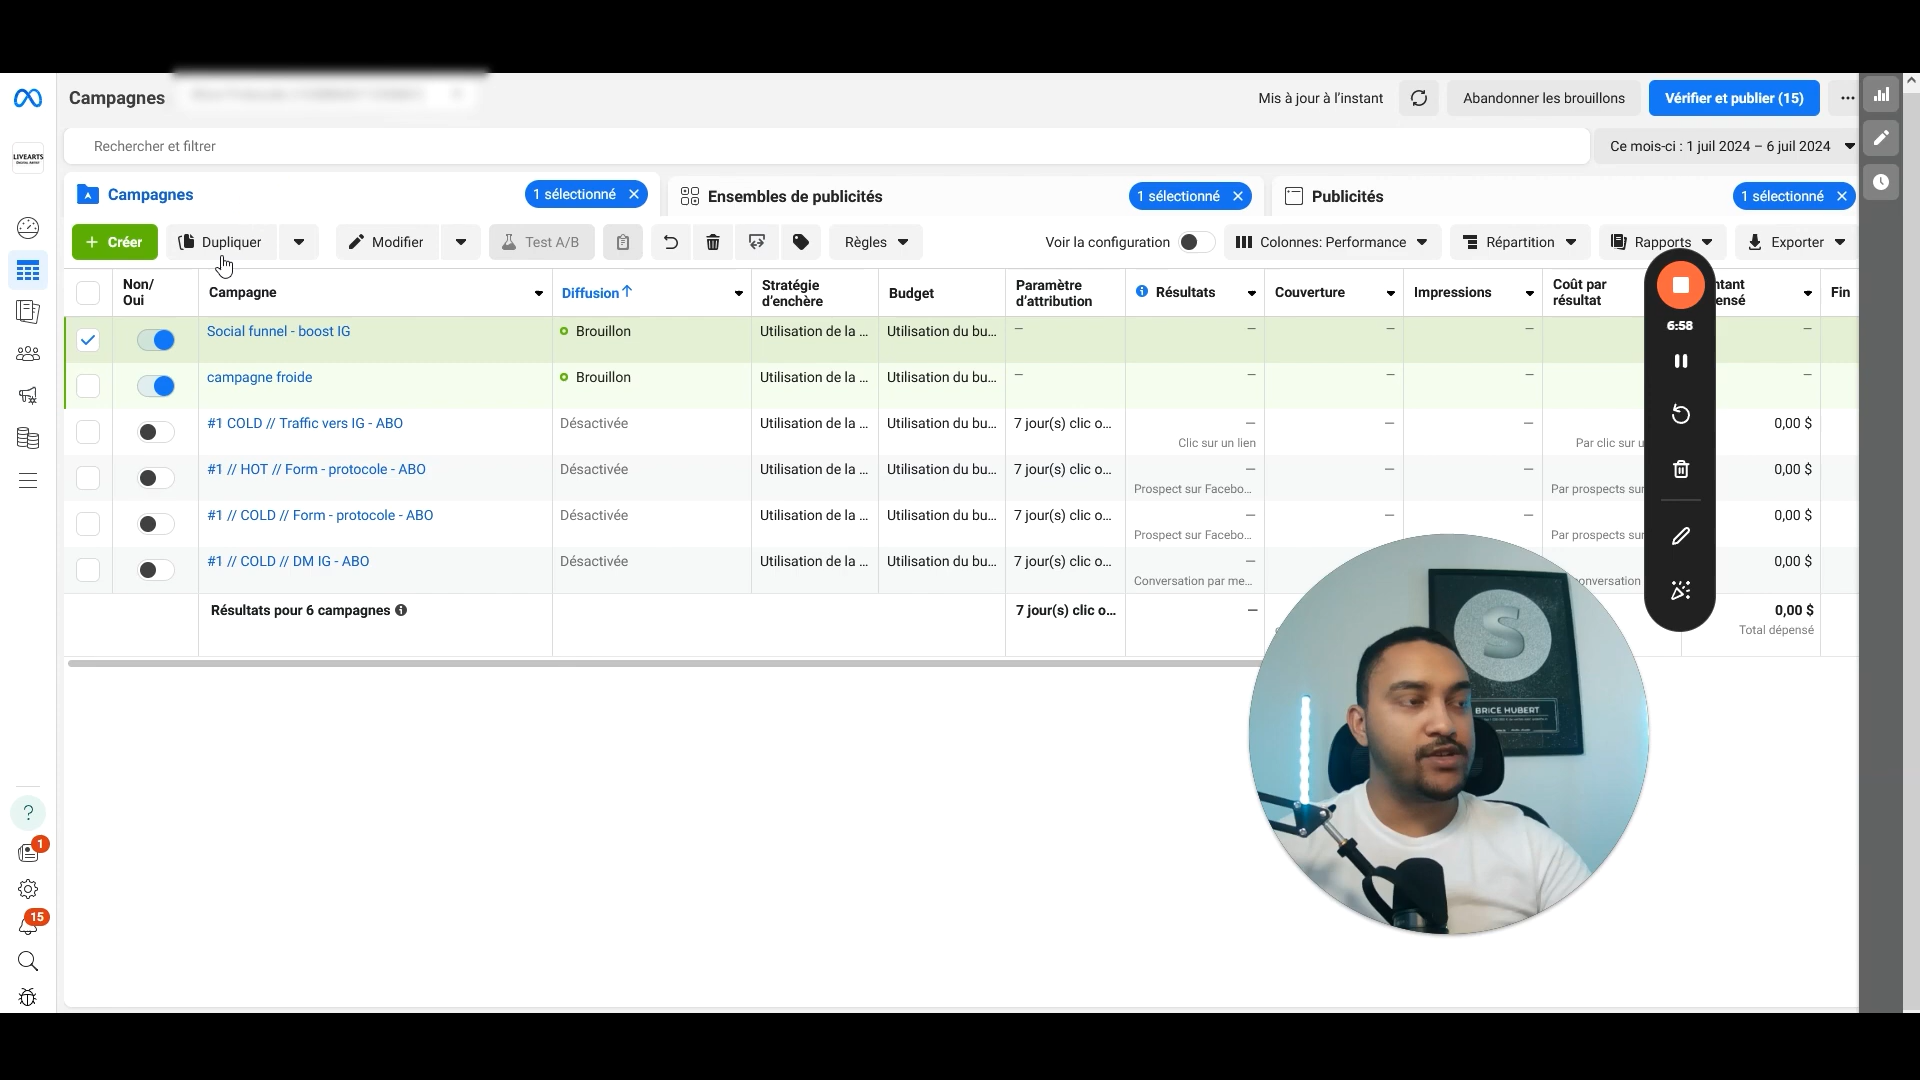 Campagnes
Mis à jour à l'instant
Abandonner les brouillons
Vérifier et publier (15)
LIVEARTS
Rechercher et filtrer
Ce mois-ci : 1 juil 2024 – 6 juil 2024
Campagnes
1 sélectionné
Ensembles de publicités
1 sélectionné
Publicités
1 sélectionné
+ Créer
Dupliquer
Modifier
Test A/B
Règles
Voir la configuration
Colonnes: Performance
Répartition
Rapports
Exporter
Non/
Oui
Campagne
Diffusion↑
Stratégie
d'enchère
Budget
Paramètre
d'attribution
Résultats
Couverture
Impressions
Coût par
résultat
ntant
ensé
Fin
Social funnel - boost IG
Brouillon
Utilisation de la ...
Utilisation du bu...
—
—
—
—
—
campagne froide
Brouillon
Utilisation de la ...
Utilisation du bu...
—
—
—
—
—
#1 COLD // Traffic vers IG - ABO
Désactivée
Utilisation de la ...
Utilisation du bu...
7 jour(s) clic o...
—
Clic sur un lien
—
—
Par clic sur u
0,00 $
#1 // HOT // Form - protocole - ABO
Désactivée
Utilisation de la ...
Utilisation du bu...
7 jour(s) clic o...
—
Prospect sur Facebo...
—
—
Par prospects sur
0,00 $
#1 // COLD // Form - protocole - ABO
Désactivée
Utilisation de la ...
Utilisation du bu...
7 jour(s) clic o...
—
Prospect sur Facebo...
—
—
Par prospects sur
0,00 $
#1 // COLD // DM IG - ABO
Désactivée
Utilisation de la ...
Utilisation du bu...
7 jour(s) clic o...
—
Conversation par me...
onversation
0,00 $
Résultats pour 6 campagnes
7 jour(s) clic o...
—
0,00 $
Total dépensé
6:58
S
BRICE HUBERT
?
1
15